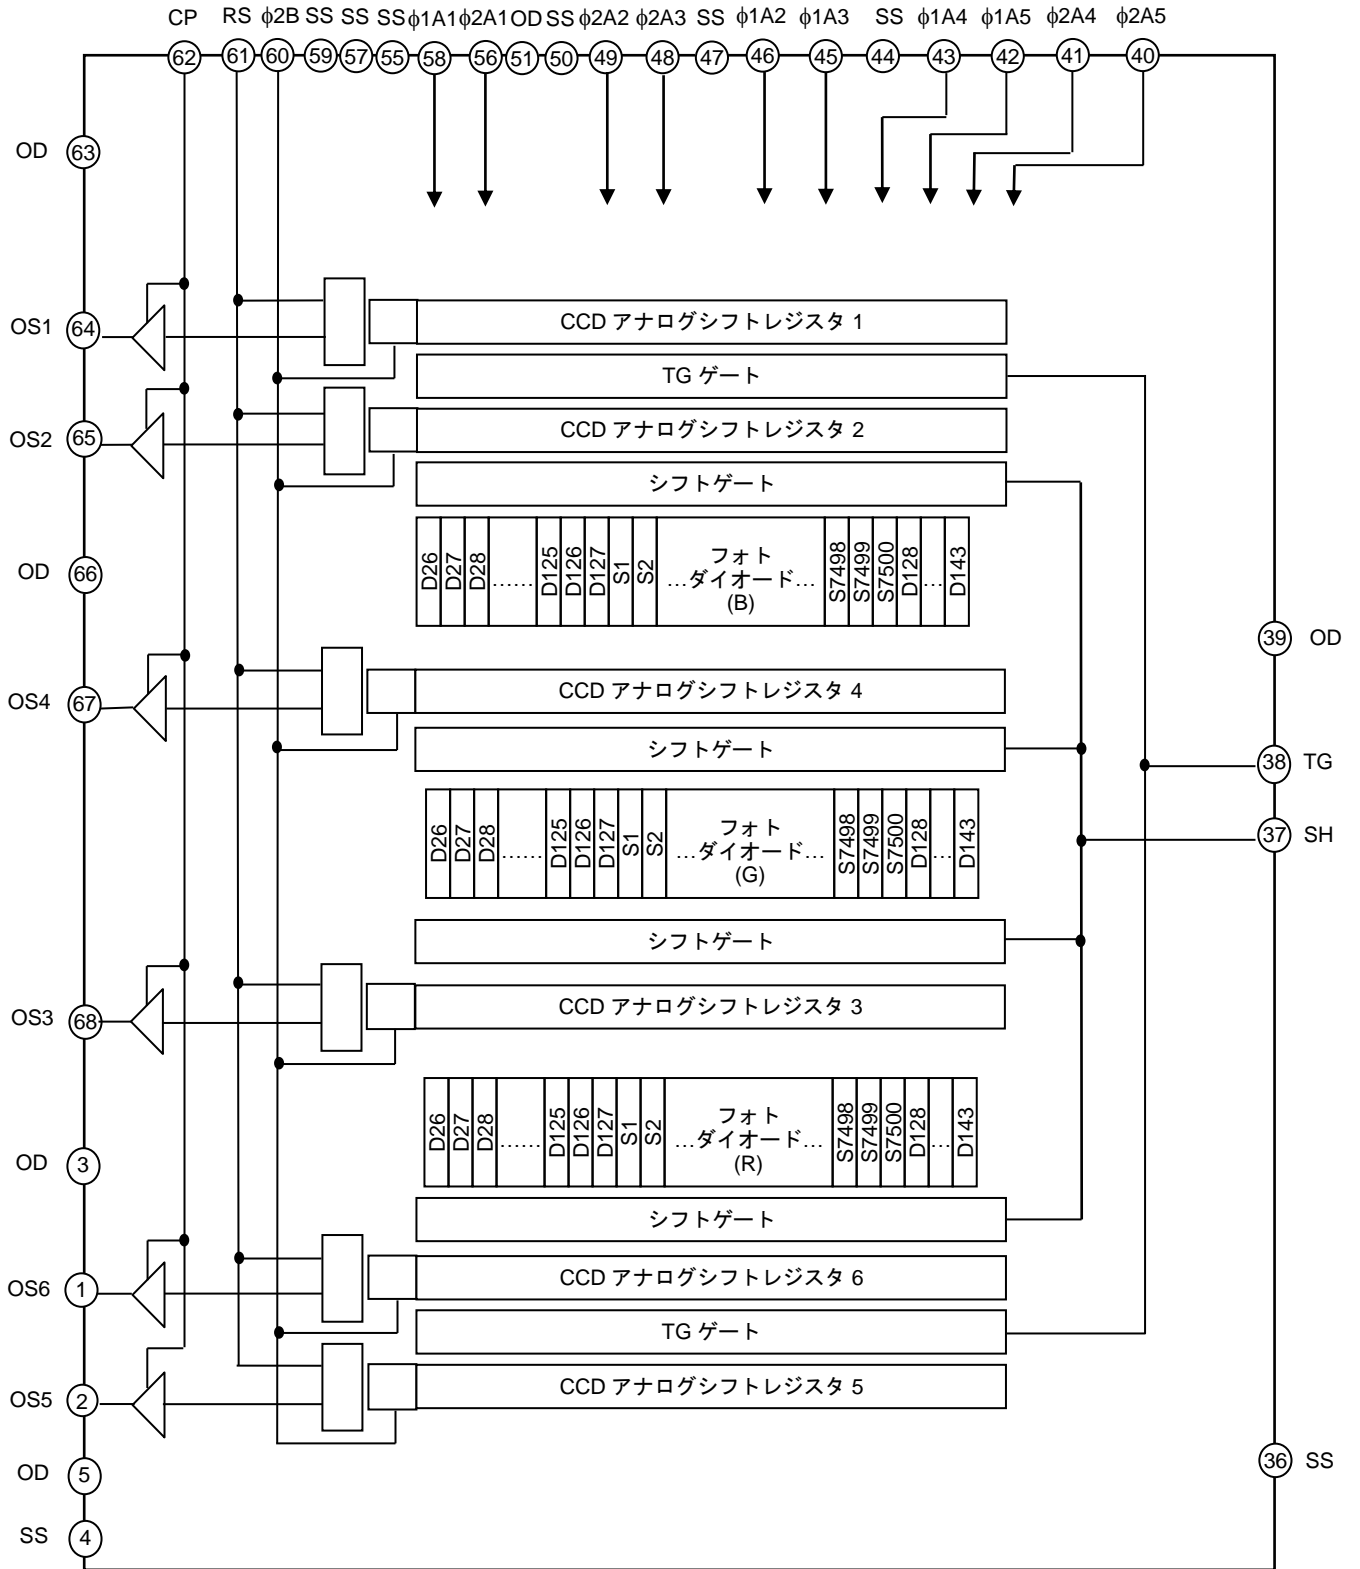 CP RS ϕ2B SS SS SS ϕ1A1 ϕ2A1 OD SS ϕ2A2 ϕ2A3 SS ϕ1A2 ϕ1A3 SS ϕ1A4 ϕ1A5 ϕ2A4 ϕ2A5
62 61 60 59 57 55 58 56 51 50 49 48 47 46 45 44 43 42 41 40
OD 63
OS1 64
CCD アナログシフトレジスタ 1
TG ゲート
OS2 65
CCD アナログシフトレジスタ 2
シフトゲート
OD 66
D26 D27 D28 ...... D125 D126 D127 S1 S2
フォト
...ダイオード...
(B)
S7498 S7499 S7500 D128 ... D143
39 OD
OS4 67
CCD アナログシフトレジスタ 4
シフトゲート
38 TG
37 SH
D26 D27 D28 ...... D125 D126 D127 S1 S2
フォト
...ダイオード...
(G)
S7498 S7499 S7500 D128 ... D143
シフトゲート
OS3 68
CCD アナログシフトレジスタ 3
D26 D27 D28 ...... D125 D126 D127 S1 S2
フォト
...ダイオード...
(R)
S7498 S7499 S7500 D128 ... D143
OD 3
シフトゲート
OS6 1
CCD アナログシフトレジスタ 6
TG ゲート
OS5 2
CCD アナログシフトレジスタ 5
OD 5
36 SS
SS 4